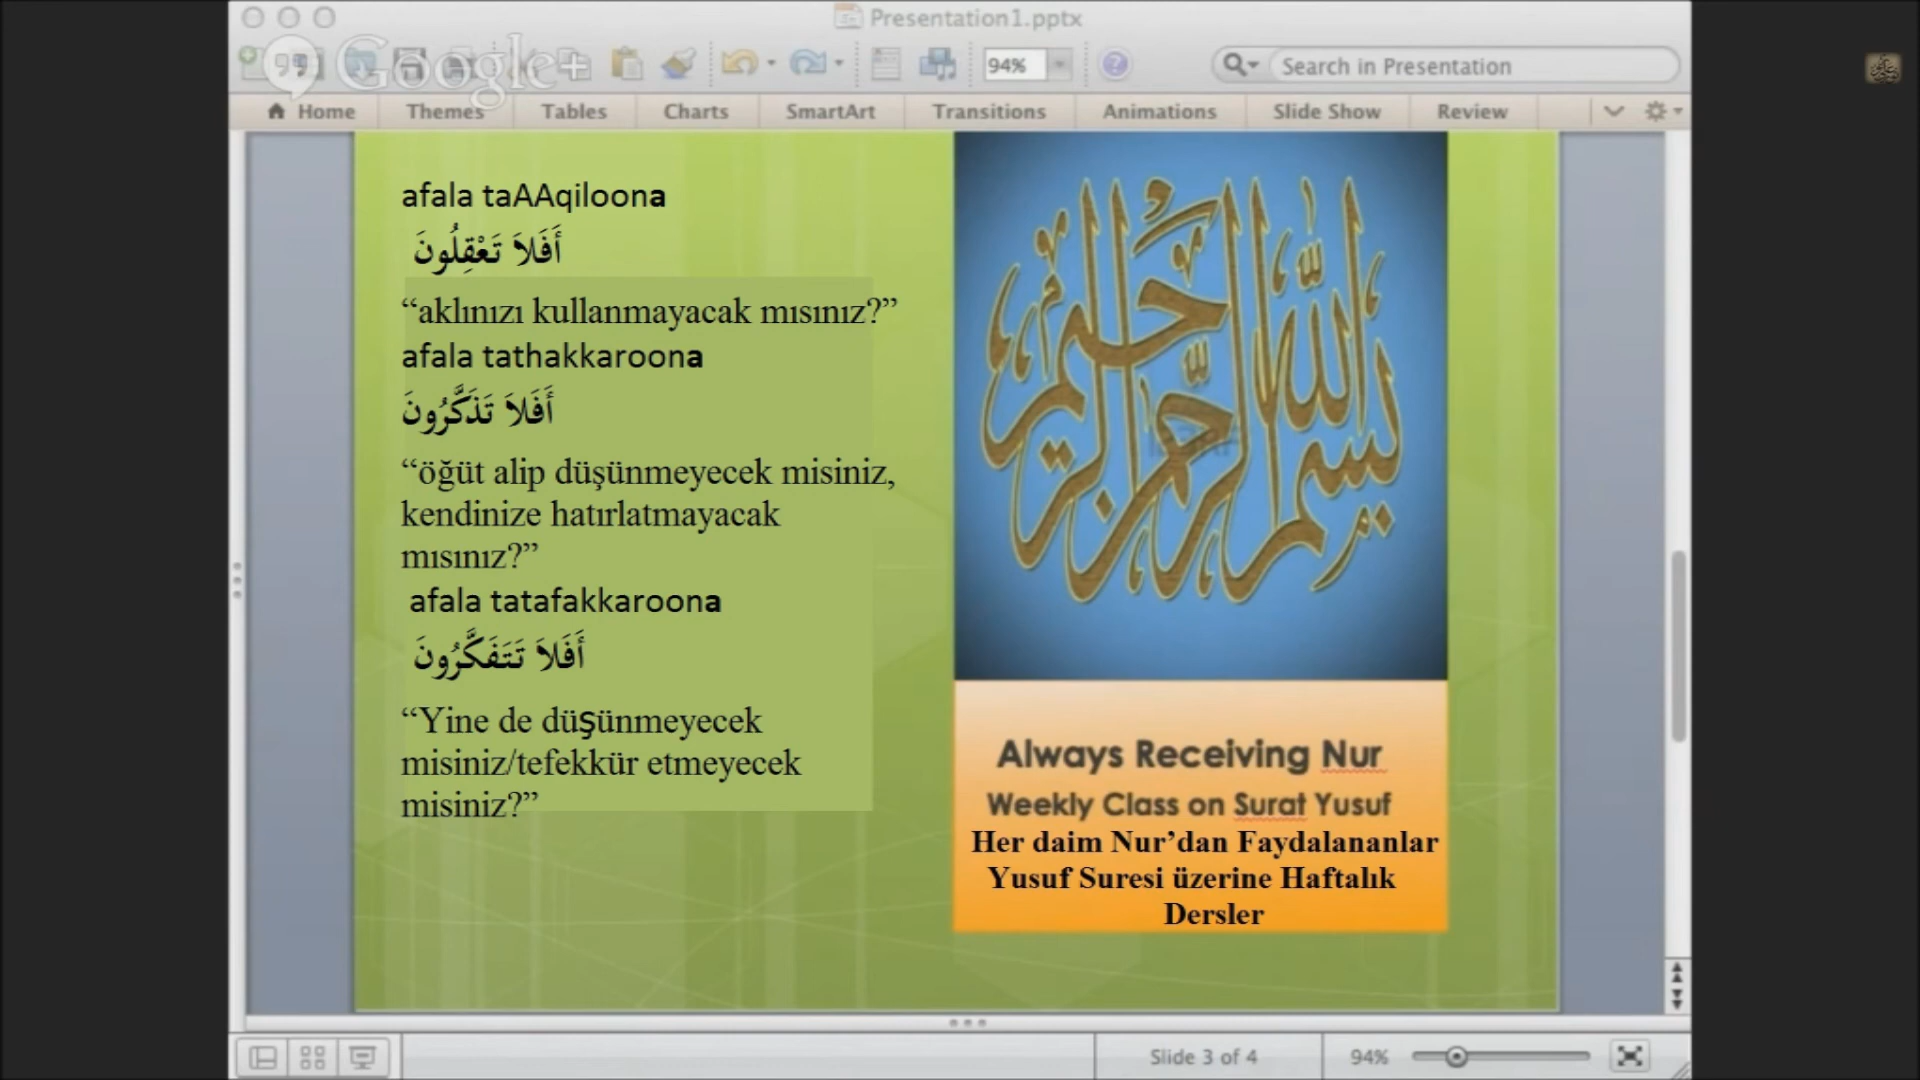 Presentation1.pptx
Google+
94%
Search in Presentation
Home Themes Tables Charts SmartArt Transitions Animations Slide Show Review
afala taAAqiloona
أَفَلاَ تَعْقِلُونَ
“aklınızı kullanmayacak mısınız?”
afala tathakkaroona
أَفَلاَ تَذَكَّرُونَ
“öğüt alip düşünmeyecek misiniz,
kendinize hatırlatmayacak
mısınız?”
afala tatafakkaroona
أَفَلاَ تَتَفَكَّرُونَ
“Yine de düşünmeyecek
misiniz/tefekkür etmeyecek
misiniz?”
بسم الله الرحمن الرحيم
Always Receiving Nur
Weekly Class on Surat Yusuf
Her daim Nur’dan Faydalananlar
Yusuf Suresi üzerine Haftalık
Dersler
Slide 3 of 4
94%